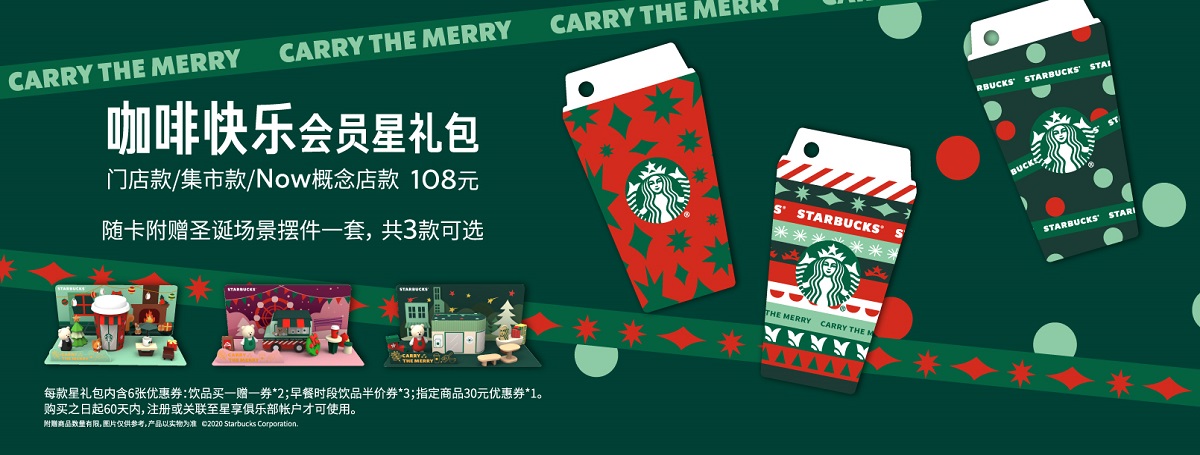 CARRY THE MERRY CARRY THE MERRY CARRY THE MERRY
咖啡快乐会员星礼包
门店款/集市款/Now概念店款 108元
随卡附赠圣诞场景摆件一套，共3款可选
STARBUCKS
STARBUCKS
STARBUCKS
CARRY
THE MERRY
每款星礼包内含6张优惠券：饮品买一赠一券*2；早餐时段饮品半价券*3；指定商品30元优惠券*1。
购买之日起60天内，注册或关联至星享俱乐部帐户才可使用。
附赠商品数量有限，图片仅供参考，产品以实物为准 ©2020 Starbucks Corporation.
STARBUCKS®
THE MERRY CARRY THE M
RBUCKS® STARBUCKS® STA
BUCK
ST
STARBUCKS® STAR